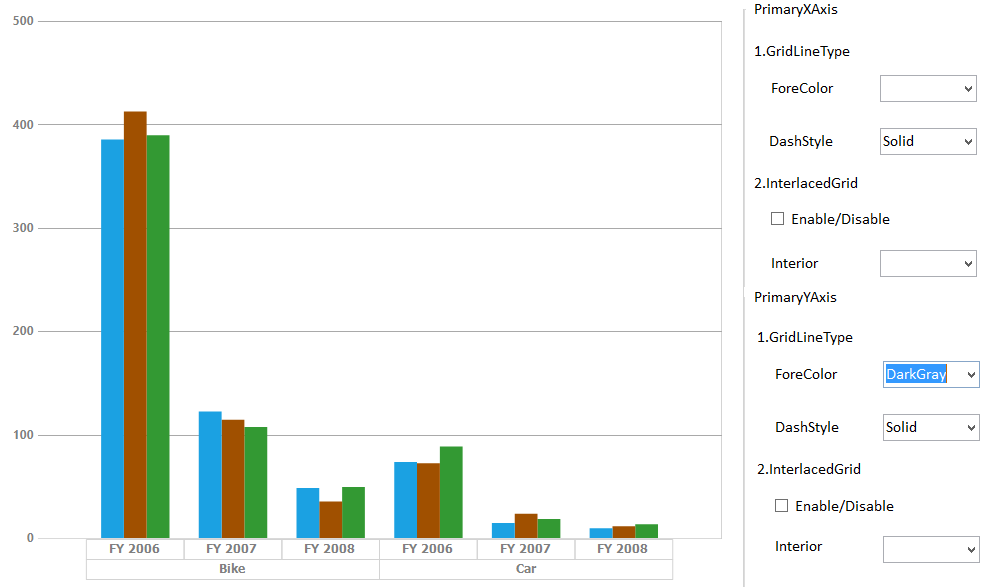 500
400
300
200
100
0
FY 2006 FY 2007 FY 2008 FY 2006 FY 2007 FY 2008
Bike Car
PrimaryXAxis
1.GridLineType
ForeColor
DashStyle Solid
2.InterlacedGrid
Enable/Disable
Interior
PrimaryYAxis
1.GridLineType
ForeColor DarkGray
DashStyle Solid
2.InterlacedGrid
Enable/Disable
Interior